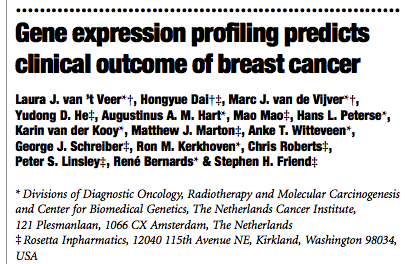 Gene expression profiling predicts
clinical outcome of breast cancer
Laura J. van 't Veer*†, Hongyue Dai†‡, Marc J. van de Vijver*†,
Yudong D. He‡, Augustinus A. M. Hart*, Mao Mao‡, Hans L. Peterse*,
Karin van der Kooy*, Matthew J. Marton‡, Anke T. Witteveen*,
George J. Schreiber‡, Ron M. Kerkhoven*, Chris Roberts‡,
Peter S. Linsley‡, René Bernards* & Stephen H. Friend‡
* Divisions of Diagnostic Oncology, Radiotherapy and Molecular Carcinogenesis
and Center for Biomedical Genetics, The Netherlands Cancer Institute,
121 Plesmanlaan, 1066 CX Amsterdam, The Netherlands
‡ Rosetta Inpharmatics, 12040 115th Avenue NE, Kirkland, Washington 98034,
USA